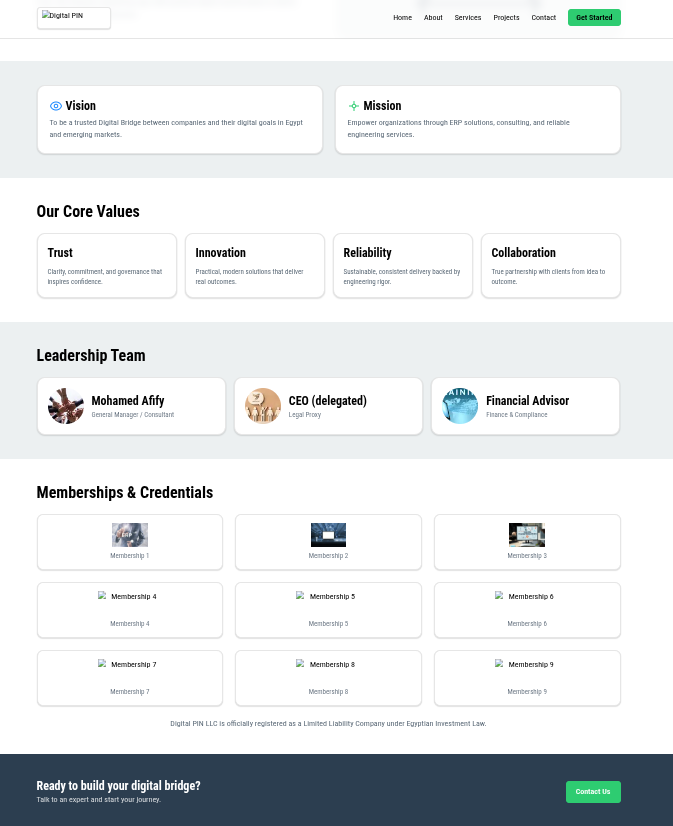 Digital PIN
Home About Services Projects Contact Get Started
Vision
To be a trusted Digital Bridge between companies and their digital goals in Egypt
and emerging markets.
Mission
Empower organizations through ERP solutions, consulting, and reliable
engineering services.
Our Core Values
Trust
Clarity, commitment, and governance that
inspires confidence.
Innovation
Practical, modern solutions that deliver
real outcomes.
Reliability
Sustainable, consistent delivery backed by
engineering rigor.
Collaboration
True partnership with clients from idea to
outcome.
Leadership Team
Mohamed Afify
General Manager / Consultant
CEO (delegated)
Legal Proxy
Financial Advisor
Finance & Compliance
Memberships & Credentials
Membership 1
Membership 2
Membership 3
Membership 4
Membership 4
Membership 5
Membership 5
Membership 6
Membership 6
Membership 7
Membership 7
Membership 8
Membership 8
Membership 9
Membership 9
Digital PIN LLC is officially registered as a Limited Liability Company under Egyptian Investment Law.
Ready to build your digital bridge?
Talk to an expert and start your journey.
Contact Us